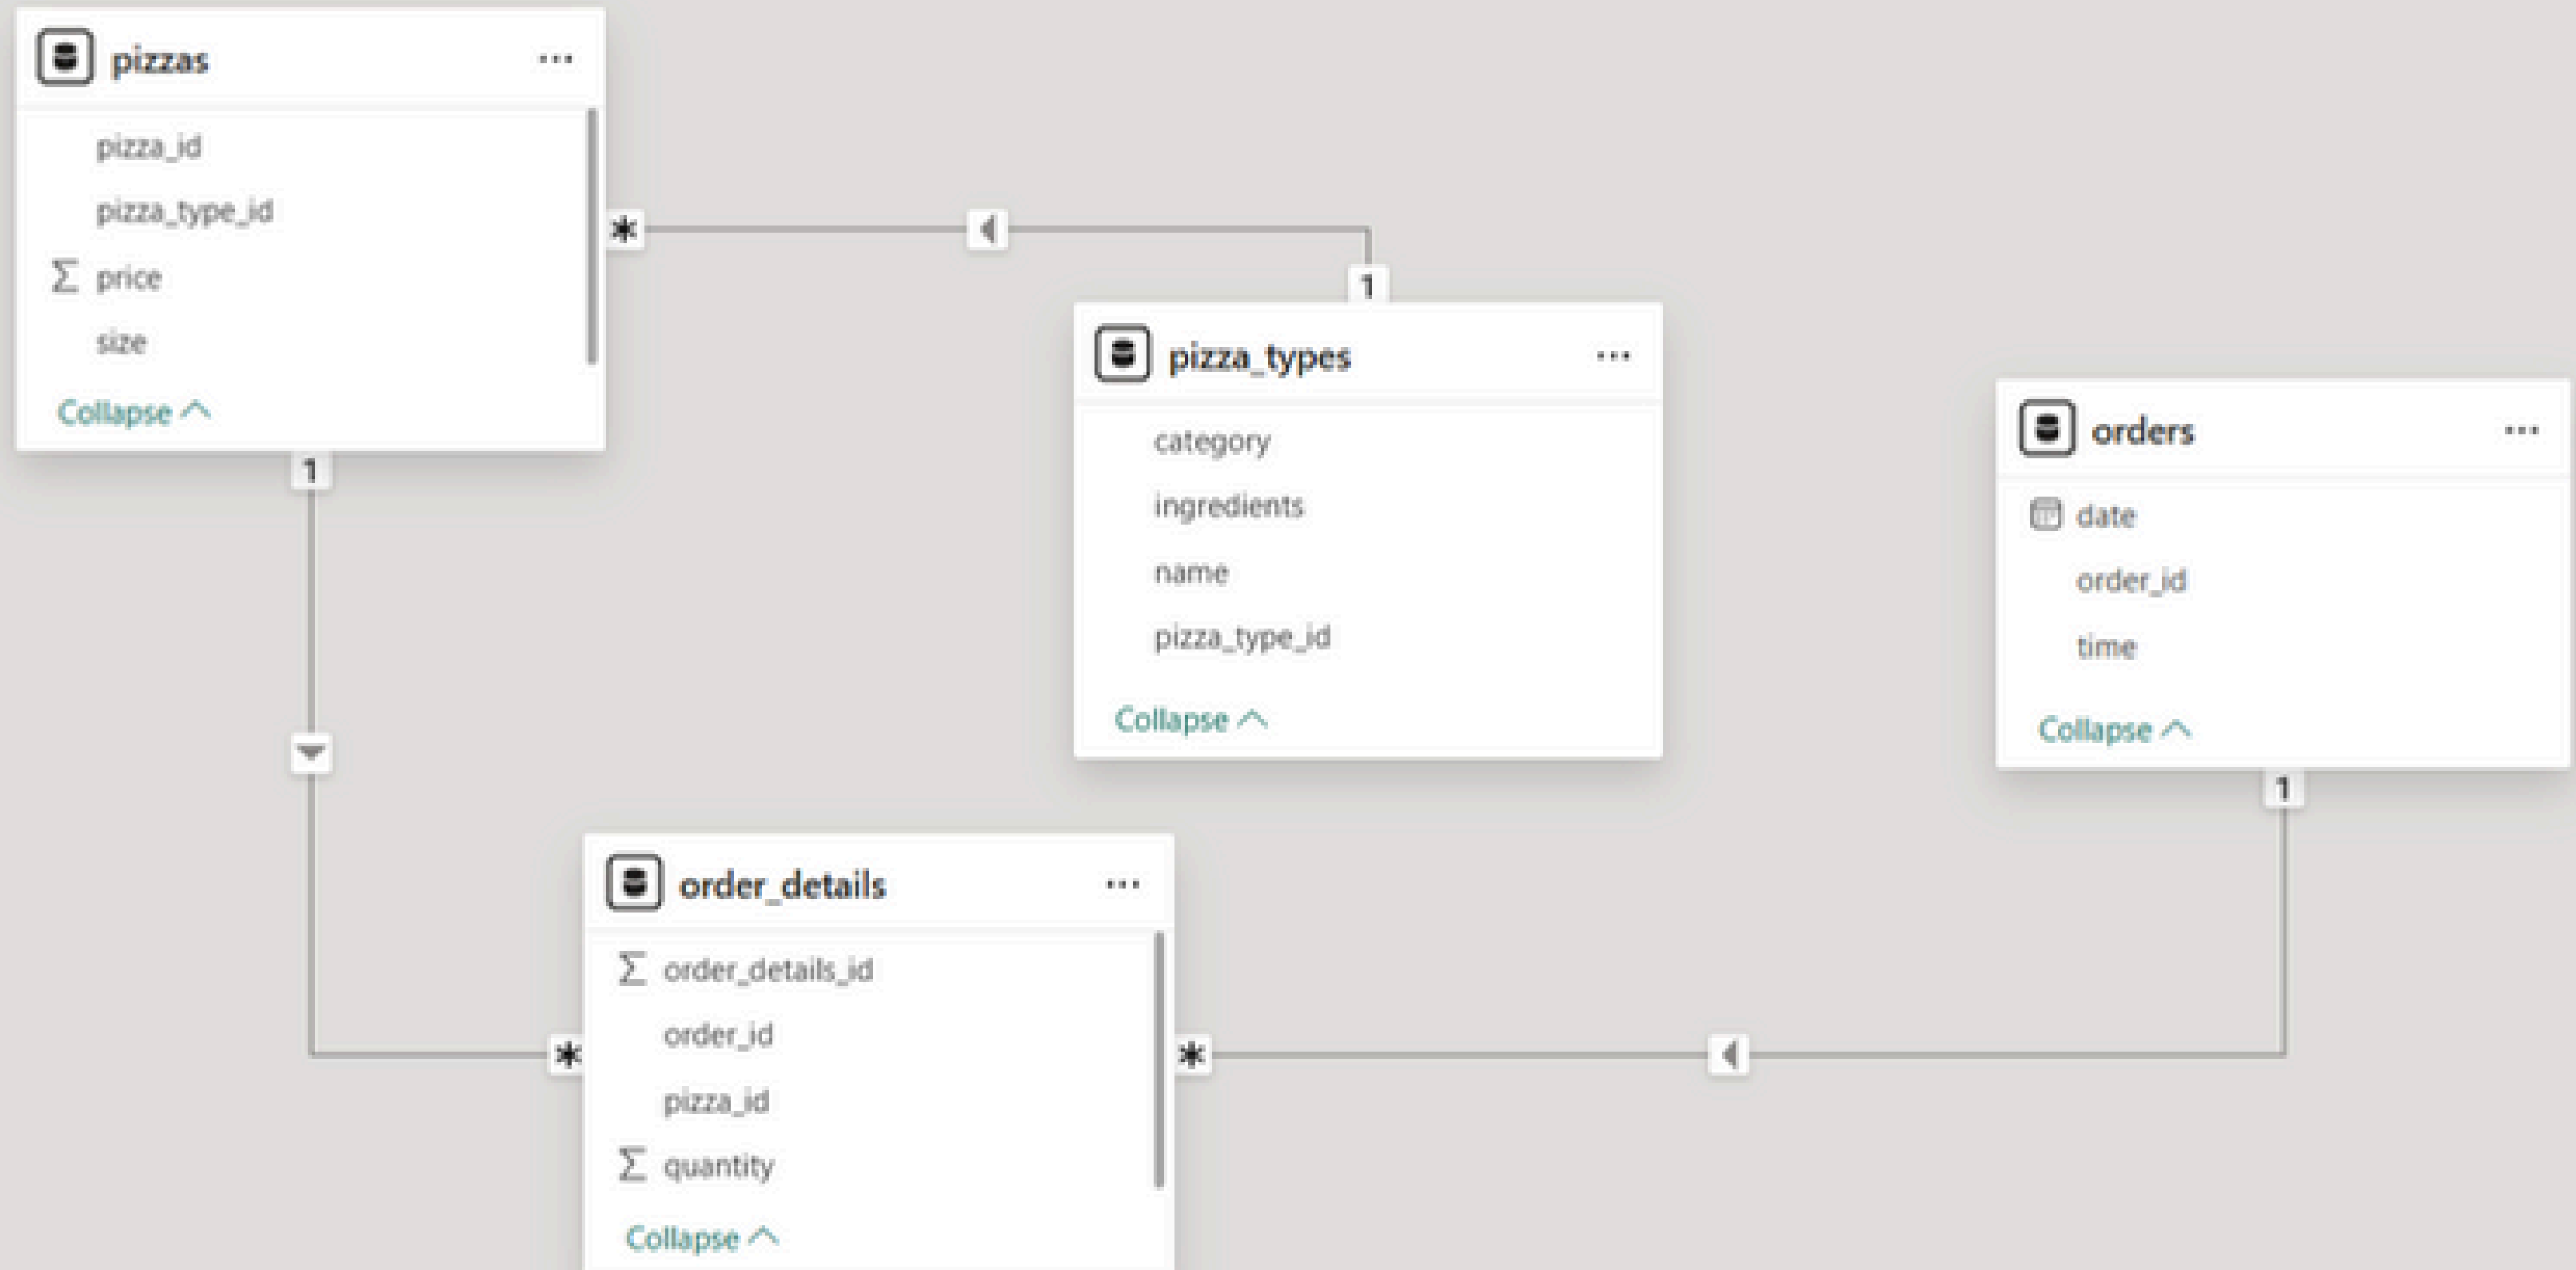 pizzas ...
pizza_id
pizza_type_id
Σ price
size
Collapse
*
1
1
pizza_types ...
category
ingredients
name
pizza_type_id
Collapse
orders ...
date
order_id
time
Collapse
1
order_details ...
Σ order_details_id
order_id
pizza_id
Σ quantity
Collapse
*
*